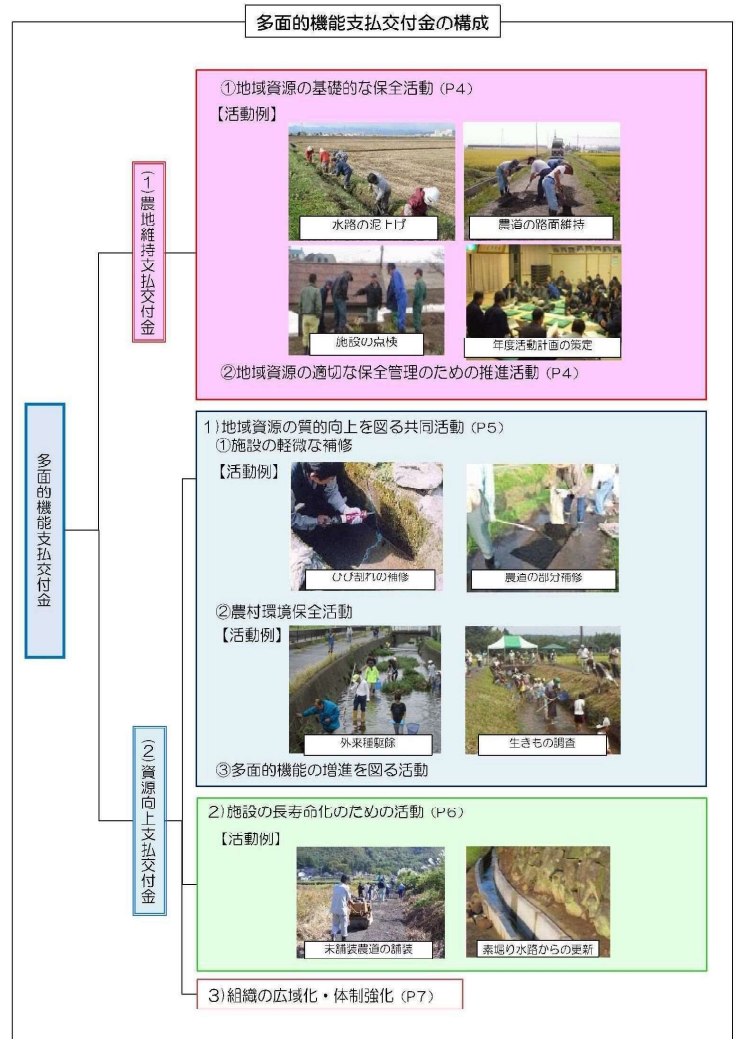 多面的機能支払交付金の構成
多面的機能支払交付金
(1)農地維持支払交付金
①地域資源の基礎的な保全活動(P4)
【活動例】
水路の泥上げ
農道の路面維持
施設の点検
年度活動計画の策定
②地域資源の適切な保全管理のための推進活動(P4)
(2)資源向上支払交付金
1)地域資源の質的向上を図る共同活動(P5)
①施設の軽微な補修
【活動例】
ひび割れの補修
農道の部分補修
②農村環境保全活動
【活動例】
外来種駆除
生きもの調査
③多面的機能の増進を図る活動
2)施設の長寿命化のための活動(P6)
【活動例】
未舗装農道の舗装
素堀り水路からの更新
3)組織の広域化・体制強化(P7)